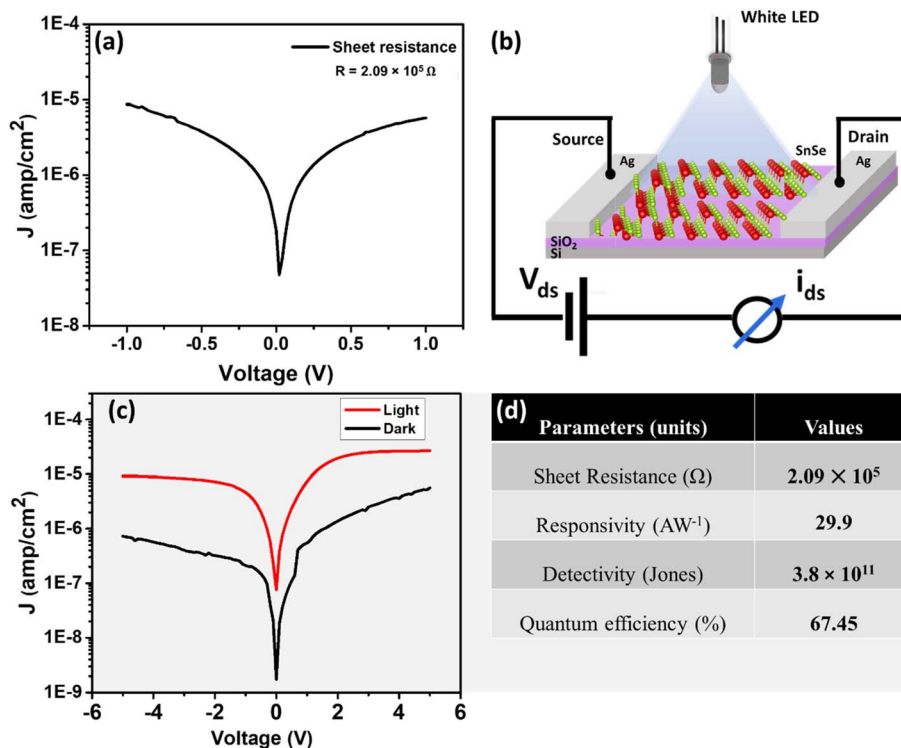 (a)
Sheet resistance
R = 2.09 × 10⁵ Ω
1E-4
1E-5
1E-6
1E-7
1E-8
J (amp/cm²)
-1.0 -0.5 0.0 0.5 1.0
Voltage (V)
(b)
White LED
Source
Drain
Ag
SnSe
Ag
SiO₂
Si
V_ds
i_ds
(c)
Light
Dark
1E-4
1E-5
1E-6
1E-7
1E-8
1E-9
J (amp/cm²)
-6 -4 -2 0 2 4 6
Voltage (V)
(d)
Parameters (units) Values
Sheet Resistance (Ω) 2.09 × 10⁵
Responsivity (AW⁻¹) 29.9
Detectivity (Jones) 3.8 × 10¹¹
Quantum efficiency (%) 67.45